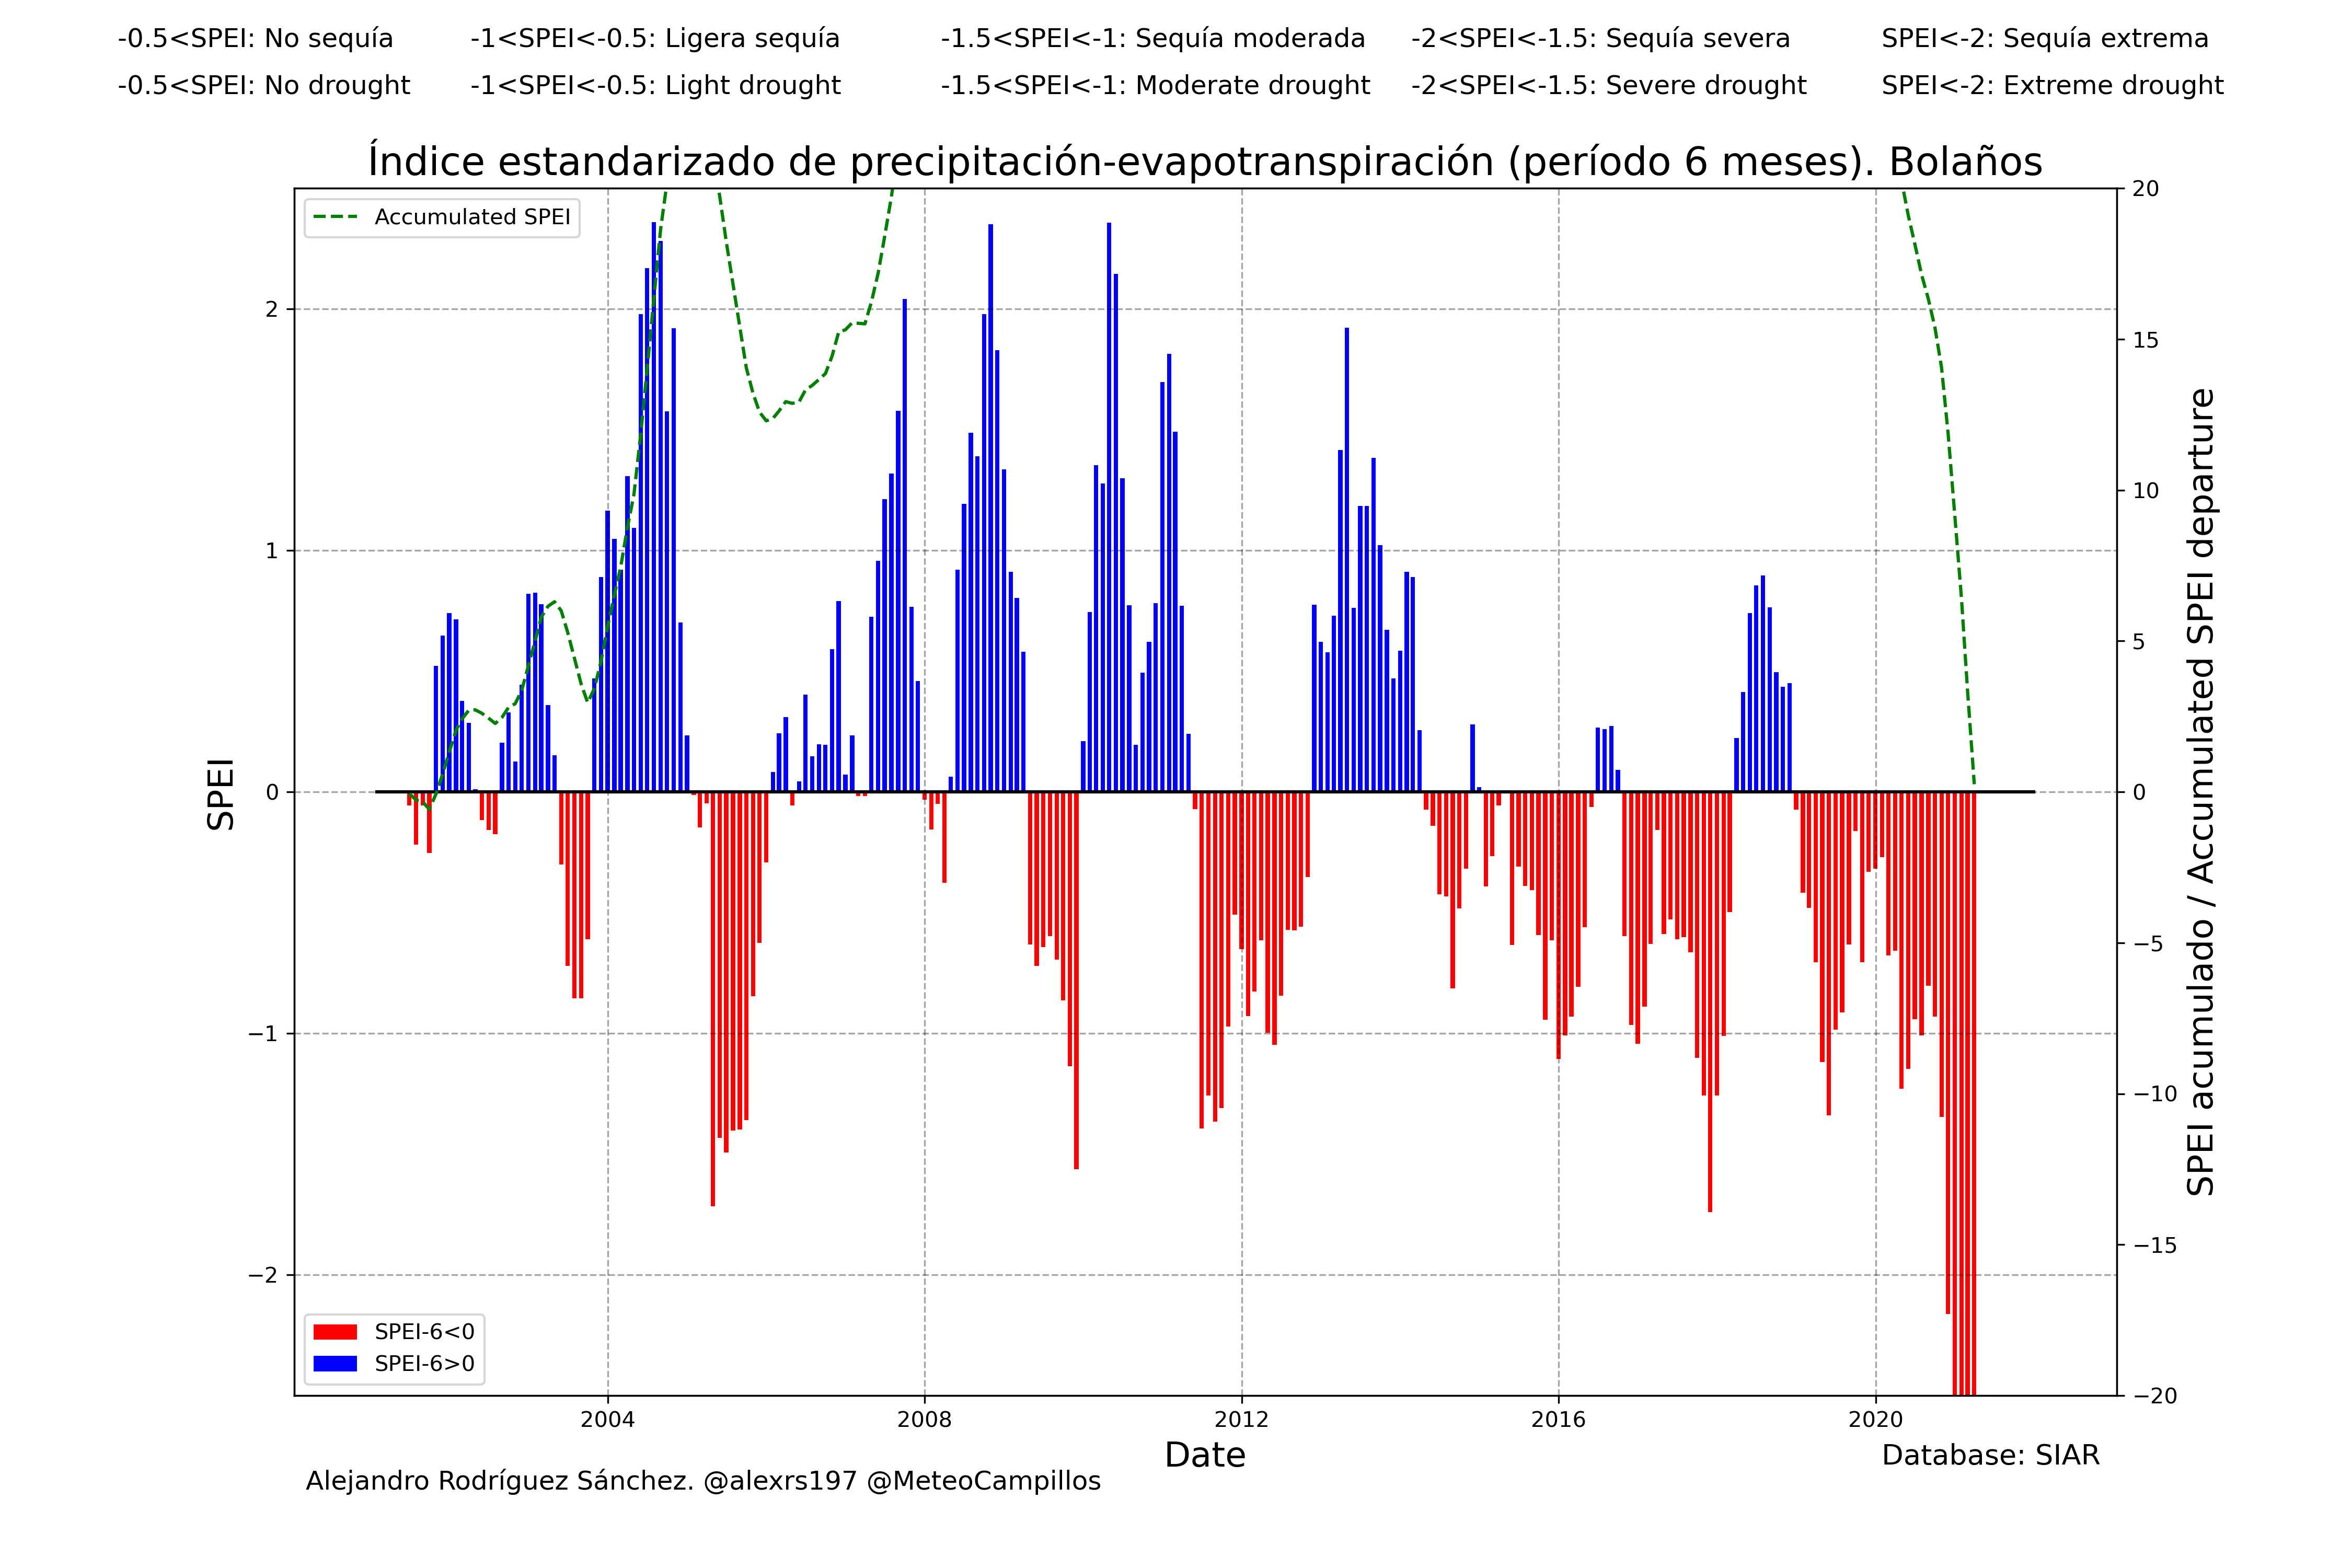 -0.5<SPEI: No sequía -1<SPEI<-0.5: Ligera sequía -1.5<SPEI<-1: Sequía moderada -2<SPEI<-1.5: Sequía severa SPEI<-2: Sequía extrema
-0.5<SPEI: No drought -1<SPEI<-0.5: Light drought -1.5<SPEI<-1: Moderate drought -2<SPEI<-1.5: Severe drought SPEI<-2: Extreme drought
Índice estandarizado de precipitación-evapotranspiración (período 6 meses). Bolaños
Accumulated SPEI
2
1
0
−1
−2
SPEI
20
15
10
5
0
−5
−10
−15
−20
SPEI acumulado / Accumulated SPEI departure
SPEI-6<0
SPEI-6>0
2004 2008 2012 2016 2020
Date
Database: SIAR
Alejandro Rodríguez Sánchez. @alexrs197 @MeteoCampillos